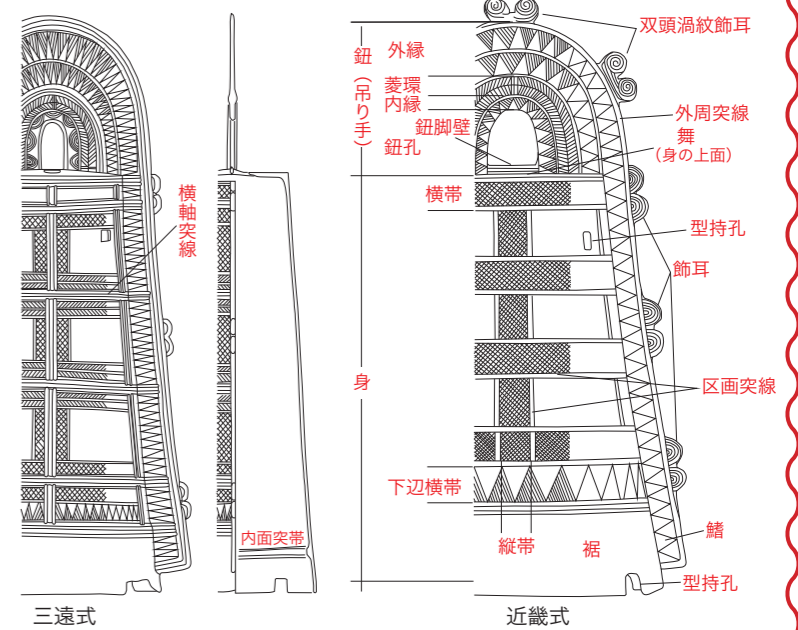 双頭渦紋飾耳
鈕（吊り手）
外縁
菱環
内縁
鈕脚壁
鈕孔
外周突線
舞
（身の上面）
横帯
横軸突線
型持孔
飾耳
身
区画突線
下辺横帯
内面突帯
縦帯
裾
鰭
型持孔
三遠式
近畿式